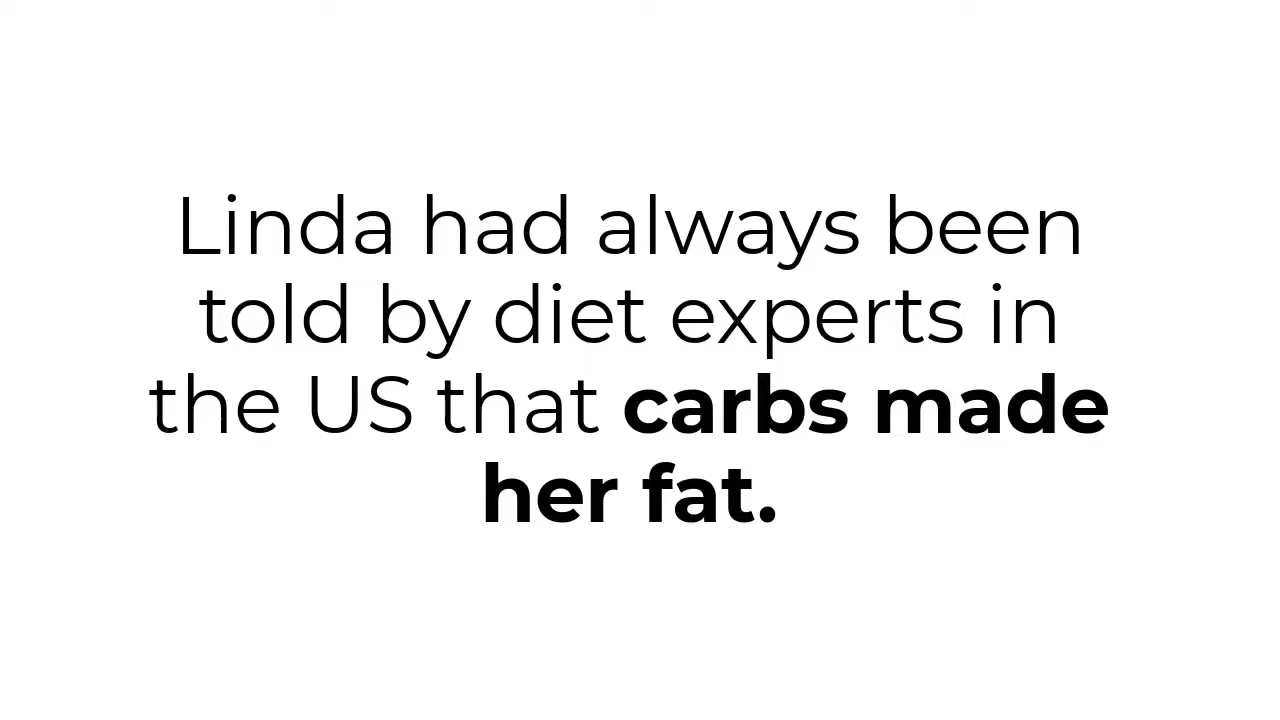 Linda had always been
told by diet experts in
the US that carbs made
her fat.